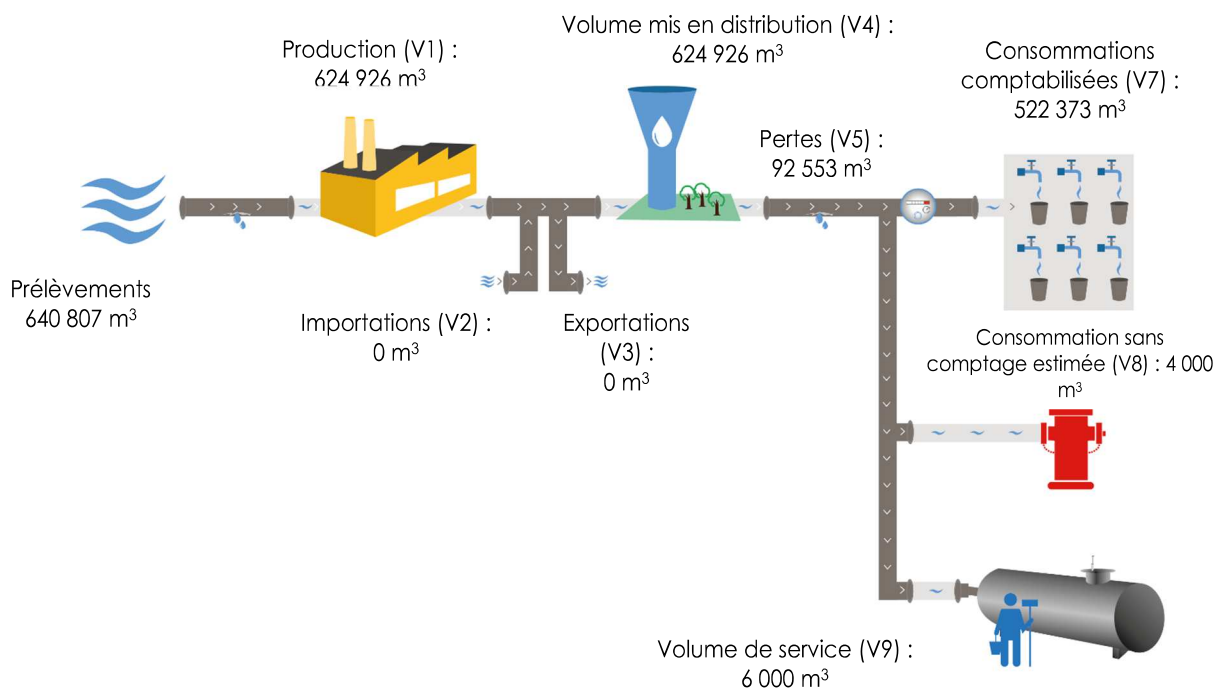 Production (V1) :
624 926 m³
Volume mis en distribution (V4) :
624 926 m³
Consommations
comptabilisées (V7) :
522 373 m³
Pertes (V5) :
92 553 m³
Prélèvements
640 807 m³
Importations (V2) :
0 m³
Exportations
(V3) :
0 m³
Consommation sans
comptage estimée (V8) : 4 000
m³
Volume de service (V9) :
6 000 m³